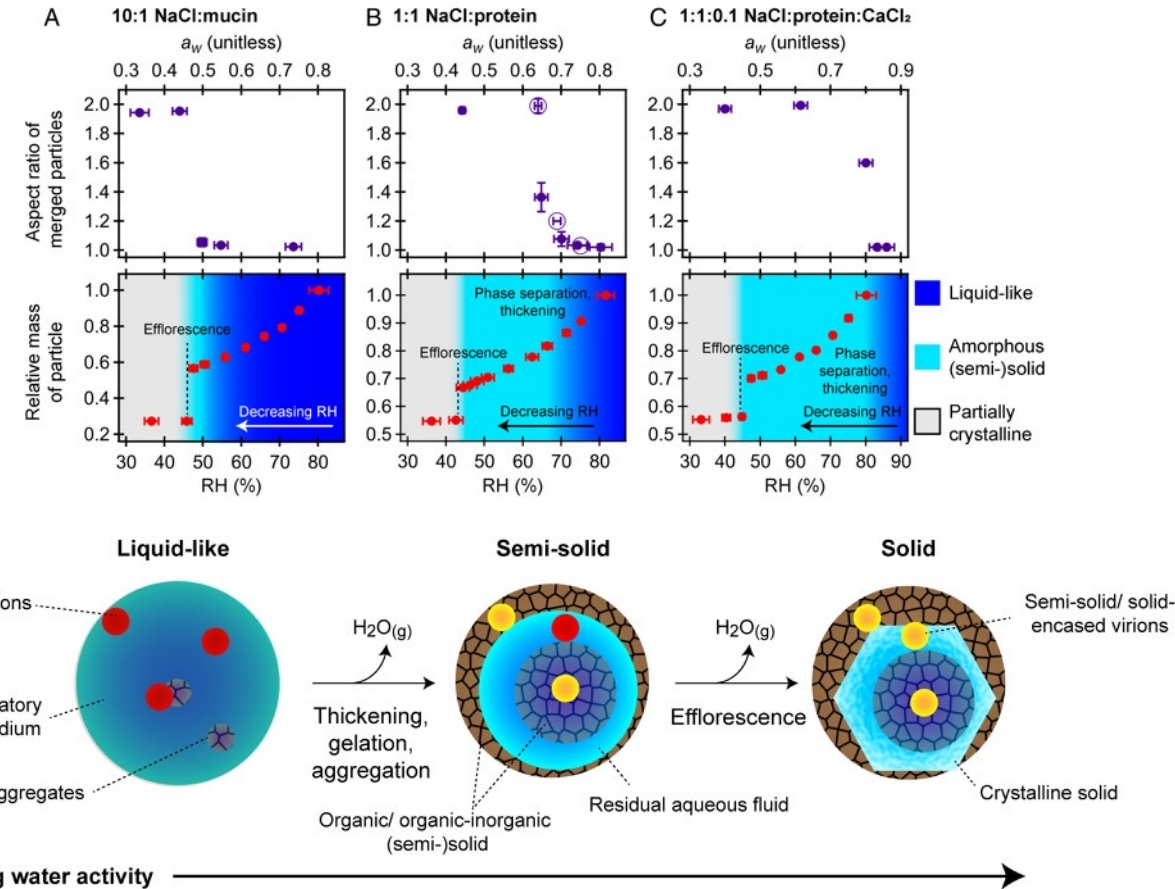 A 10:1 NaCl:mucin
a_w (unitless)
0.3 0.4 0.5 0.6 0.7 0.8
B 1:1 NaCl:protein
a_w (unitless)
0.3 0.4 0.5 0.6 0.7 0.8
C 1:1:0.1 NaCl:protein:CaCl₂
a_w (unitless)
0.3 0.5 0.7 0.9
Aspect ratio of
merged particles
2.0
1.8
1.6
1.4
1.2
1.0
2.0
1.8
1.6
1.4
1.2
1.0
2.0
1.8
1.6
1.4
1.2
1.0
Relative mass
of particle
1.0
0.8
0.6
0.4
0.2
Efflorescence
Decreasing RH
30 40 50 60 70 80
RH (%)
1.0
0.9
0.8
0.7
0.6
0.5
Phase separation,
thickening
Efflorescence
Decreasing RH
30 40 50 60 70 80
RH (%)
1.0
0.9
0.8
0.7
0.6
0.5
Efflorescence
Phase
separation,
thickening
Decreasing RH
30 40 50 60 70 80 90
RH (%)
Liquid-like
Amorphous
(semi-)solid
Partially
crystalline
Liquid-like
Semi-solid
Solid
ons
atory
dium
ggregates
H₂O(g)
Thickening,
gelation,
aggregation
Organic/ organic-inorganic
(semi-)solid
Residual aqueous fluid
H₂O(g)
Efflorescence
Semi-solid/ solid-
encased virions
Crystalline solid
g water activity